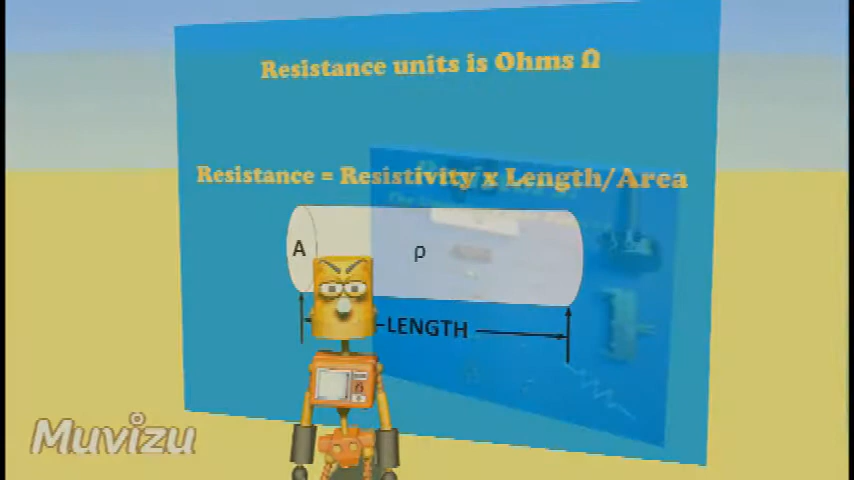 Resistance units is Ohms Ω
Resistance = Resistivity x Length/Area
A
ρ
LENGTH
Muvizu